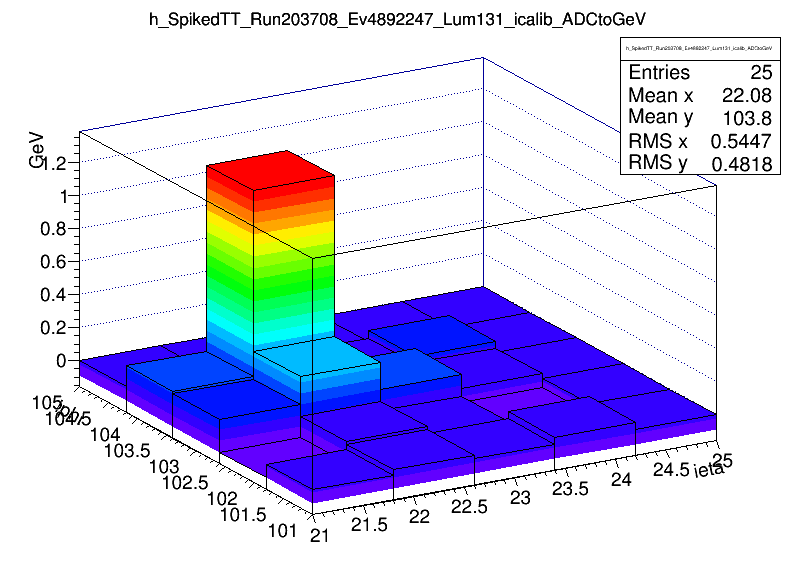 h_SpikedTT_Run203708_Ev4892247_Lum131_icalib_ADCtoGeV
h_SpikedTT_Run203708_Ev4892247_Lum131_icalib_ADCtoGeV
Entries 25
Mean x 22.08
Mean y 103.8
RMS x 0.5447
RMS y 0.4818
GeV
1.2
1
0.8
0.6
0.4
0.2
0
105
104.5
104
103.5
103
102.5
102
101.5
101
21
21.5
22
22.5
23
23.5
24
24.5
25
ieta